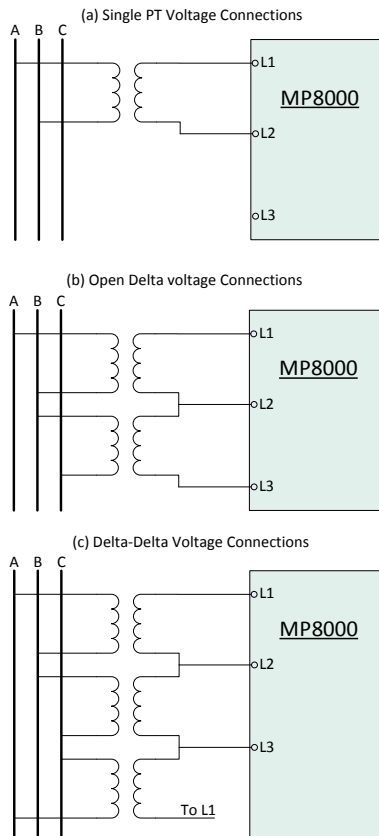 (a) Single PT Voltage Connections
A B C
L1
MP8000
L2
L3
(b) Open Delta voltage Connections
A B C
L1
MP8000
L2
L3
(c) Delta-Delta Voltage Connections
A B C
L1
MP8000
L2
L3
To L1